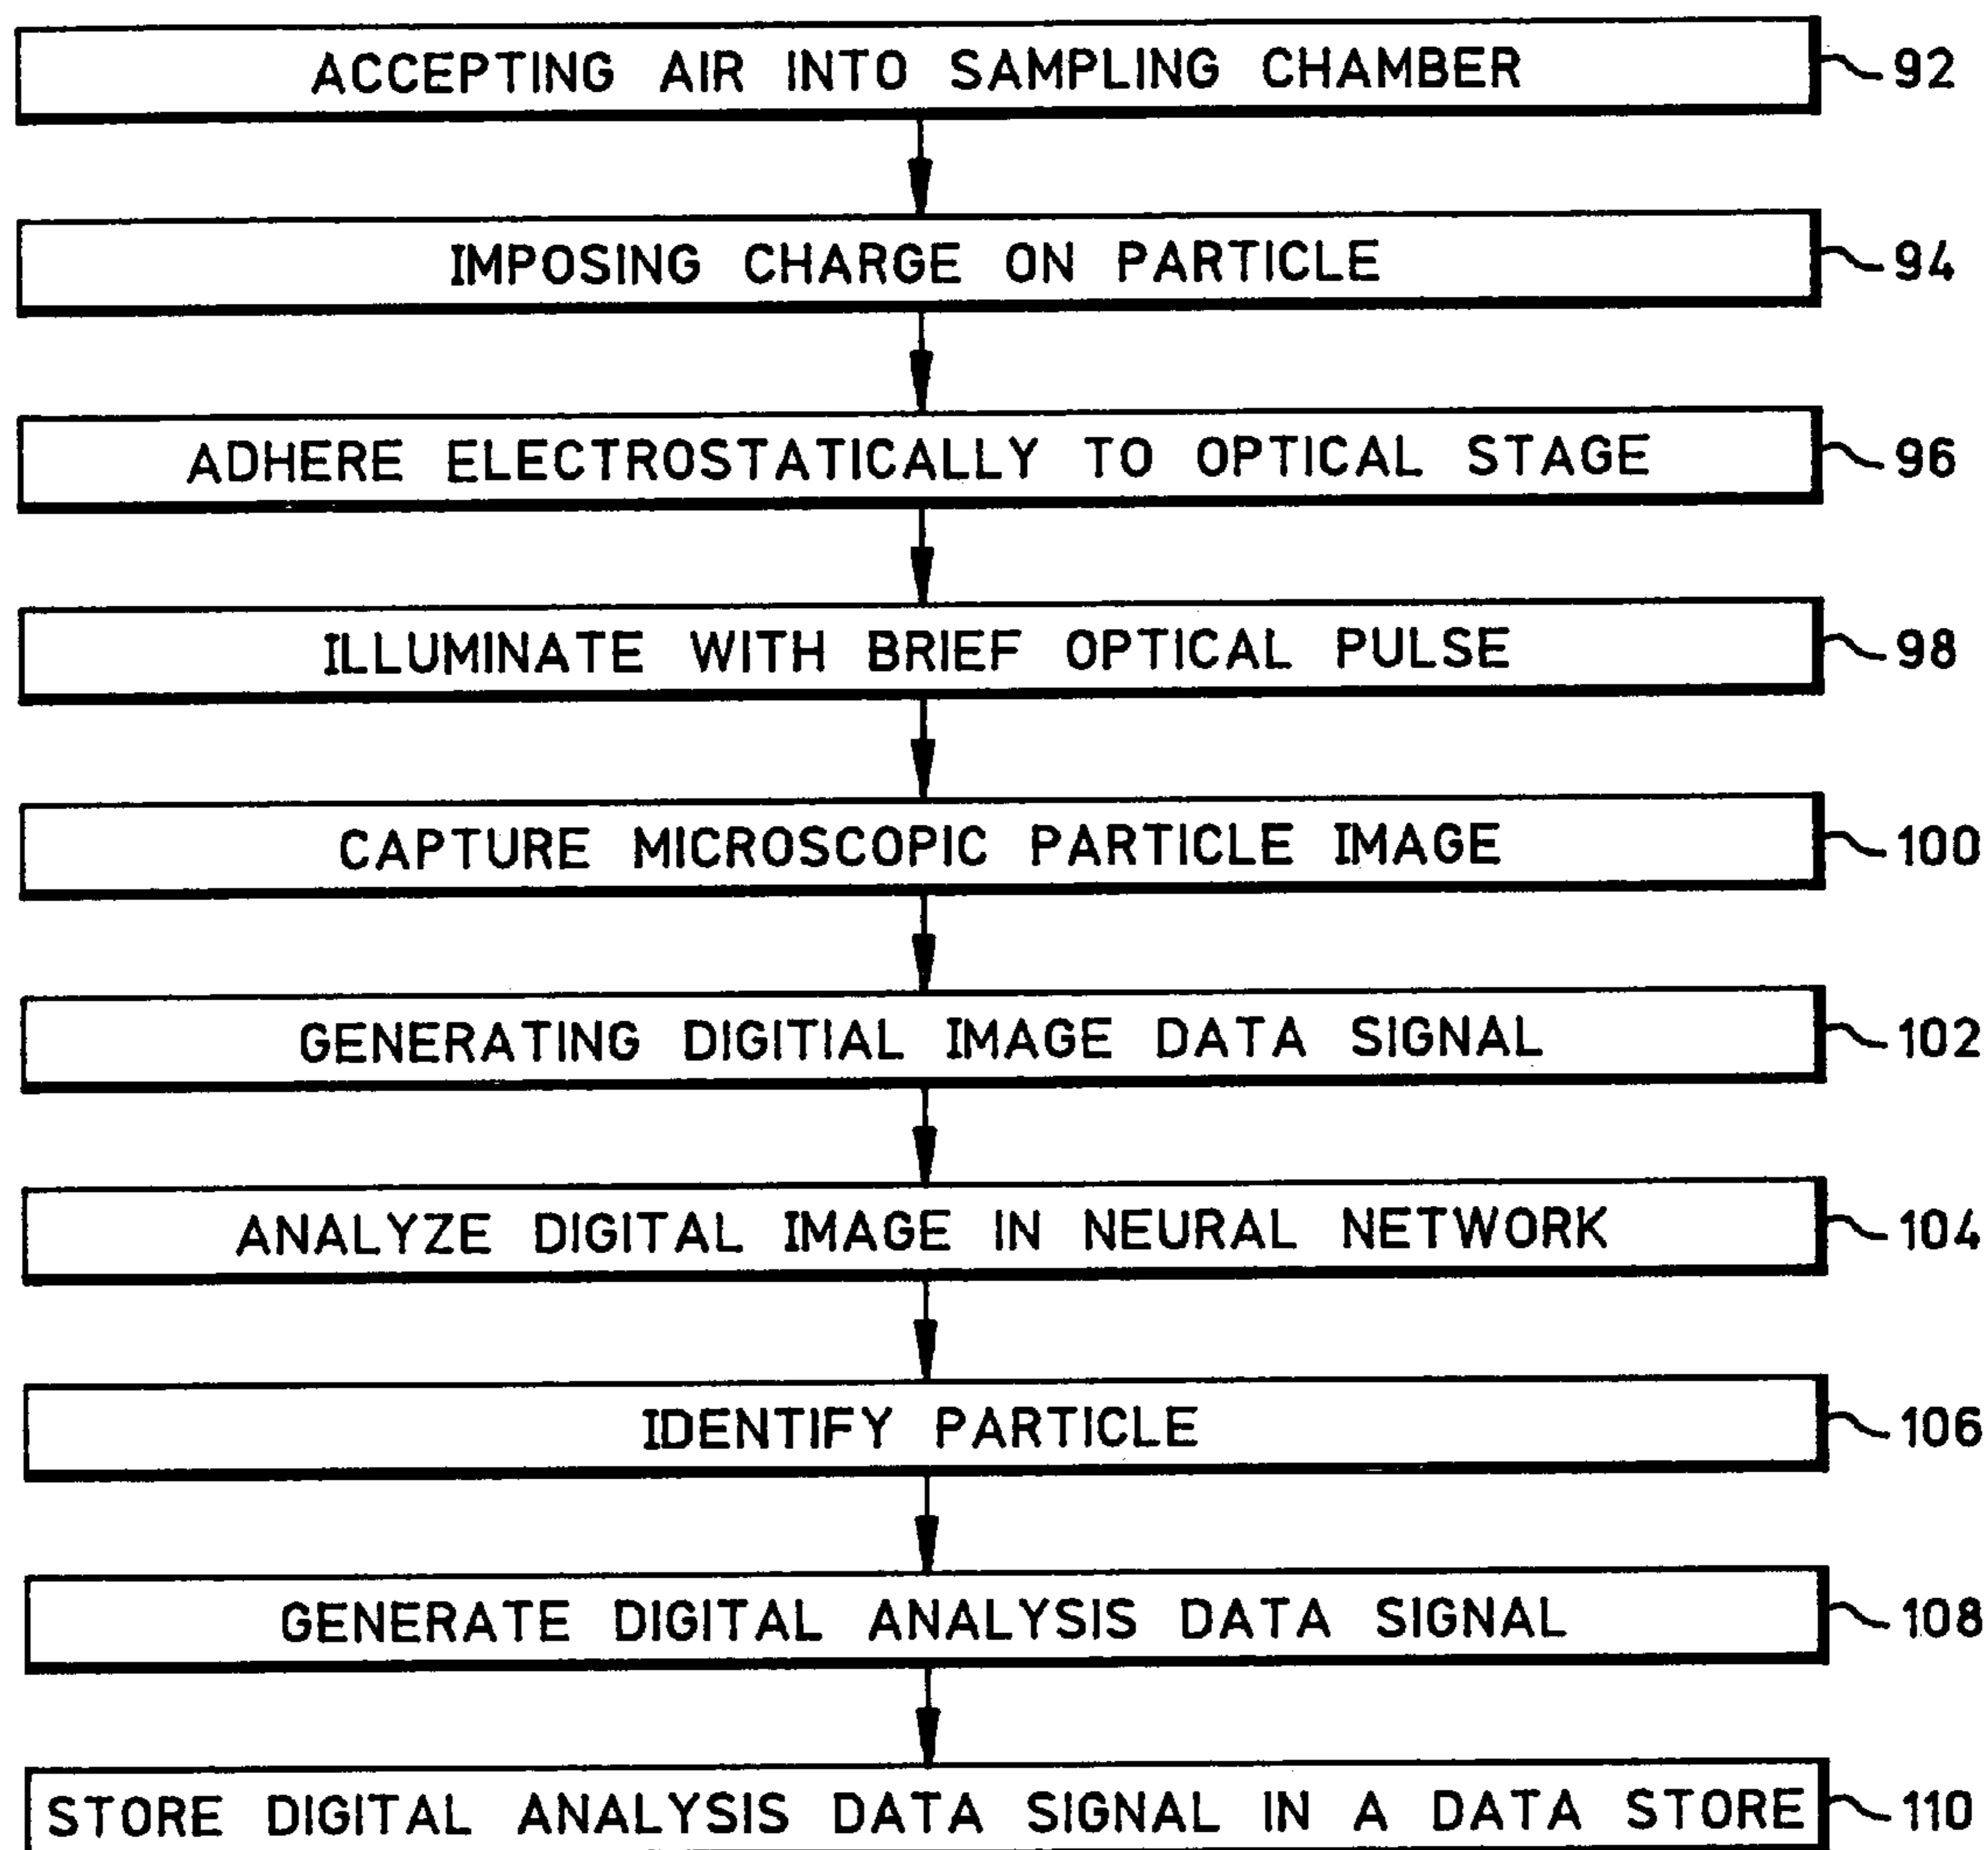 ACCEPTING AIR INTO SAMPLING CHAMBER 92
IMPOSING CHARGE ON PARTICLE 94
ADHERE ELECTROSTATICALLY TO OPTICAL STAGE 96
ILLUMINATE WITH BRIEF OPTICAL PULSE 98
CAPTURE MICROSCOPIC PARTICLE IMAGE 100
GENERATING DIGITIAL IMAGE DATA SIGNAL 102
ANALYZE DIGITAL IMAGE IN NEURAL NETWORK 104
IDENTIFY PARTICLE 106
GENERATE DIGITAL ANALYSIS DATA SIGNAL 108
STORE DIGITAL ANALYSIS DATA SIGNAL IN A DATA STORE 110